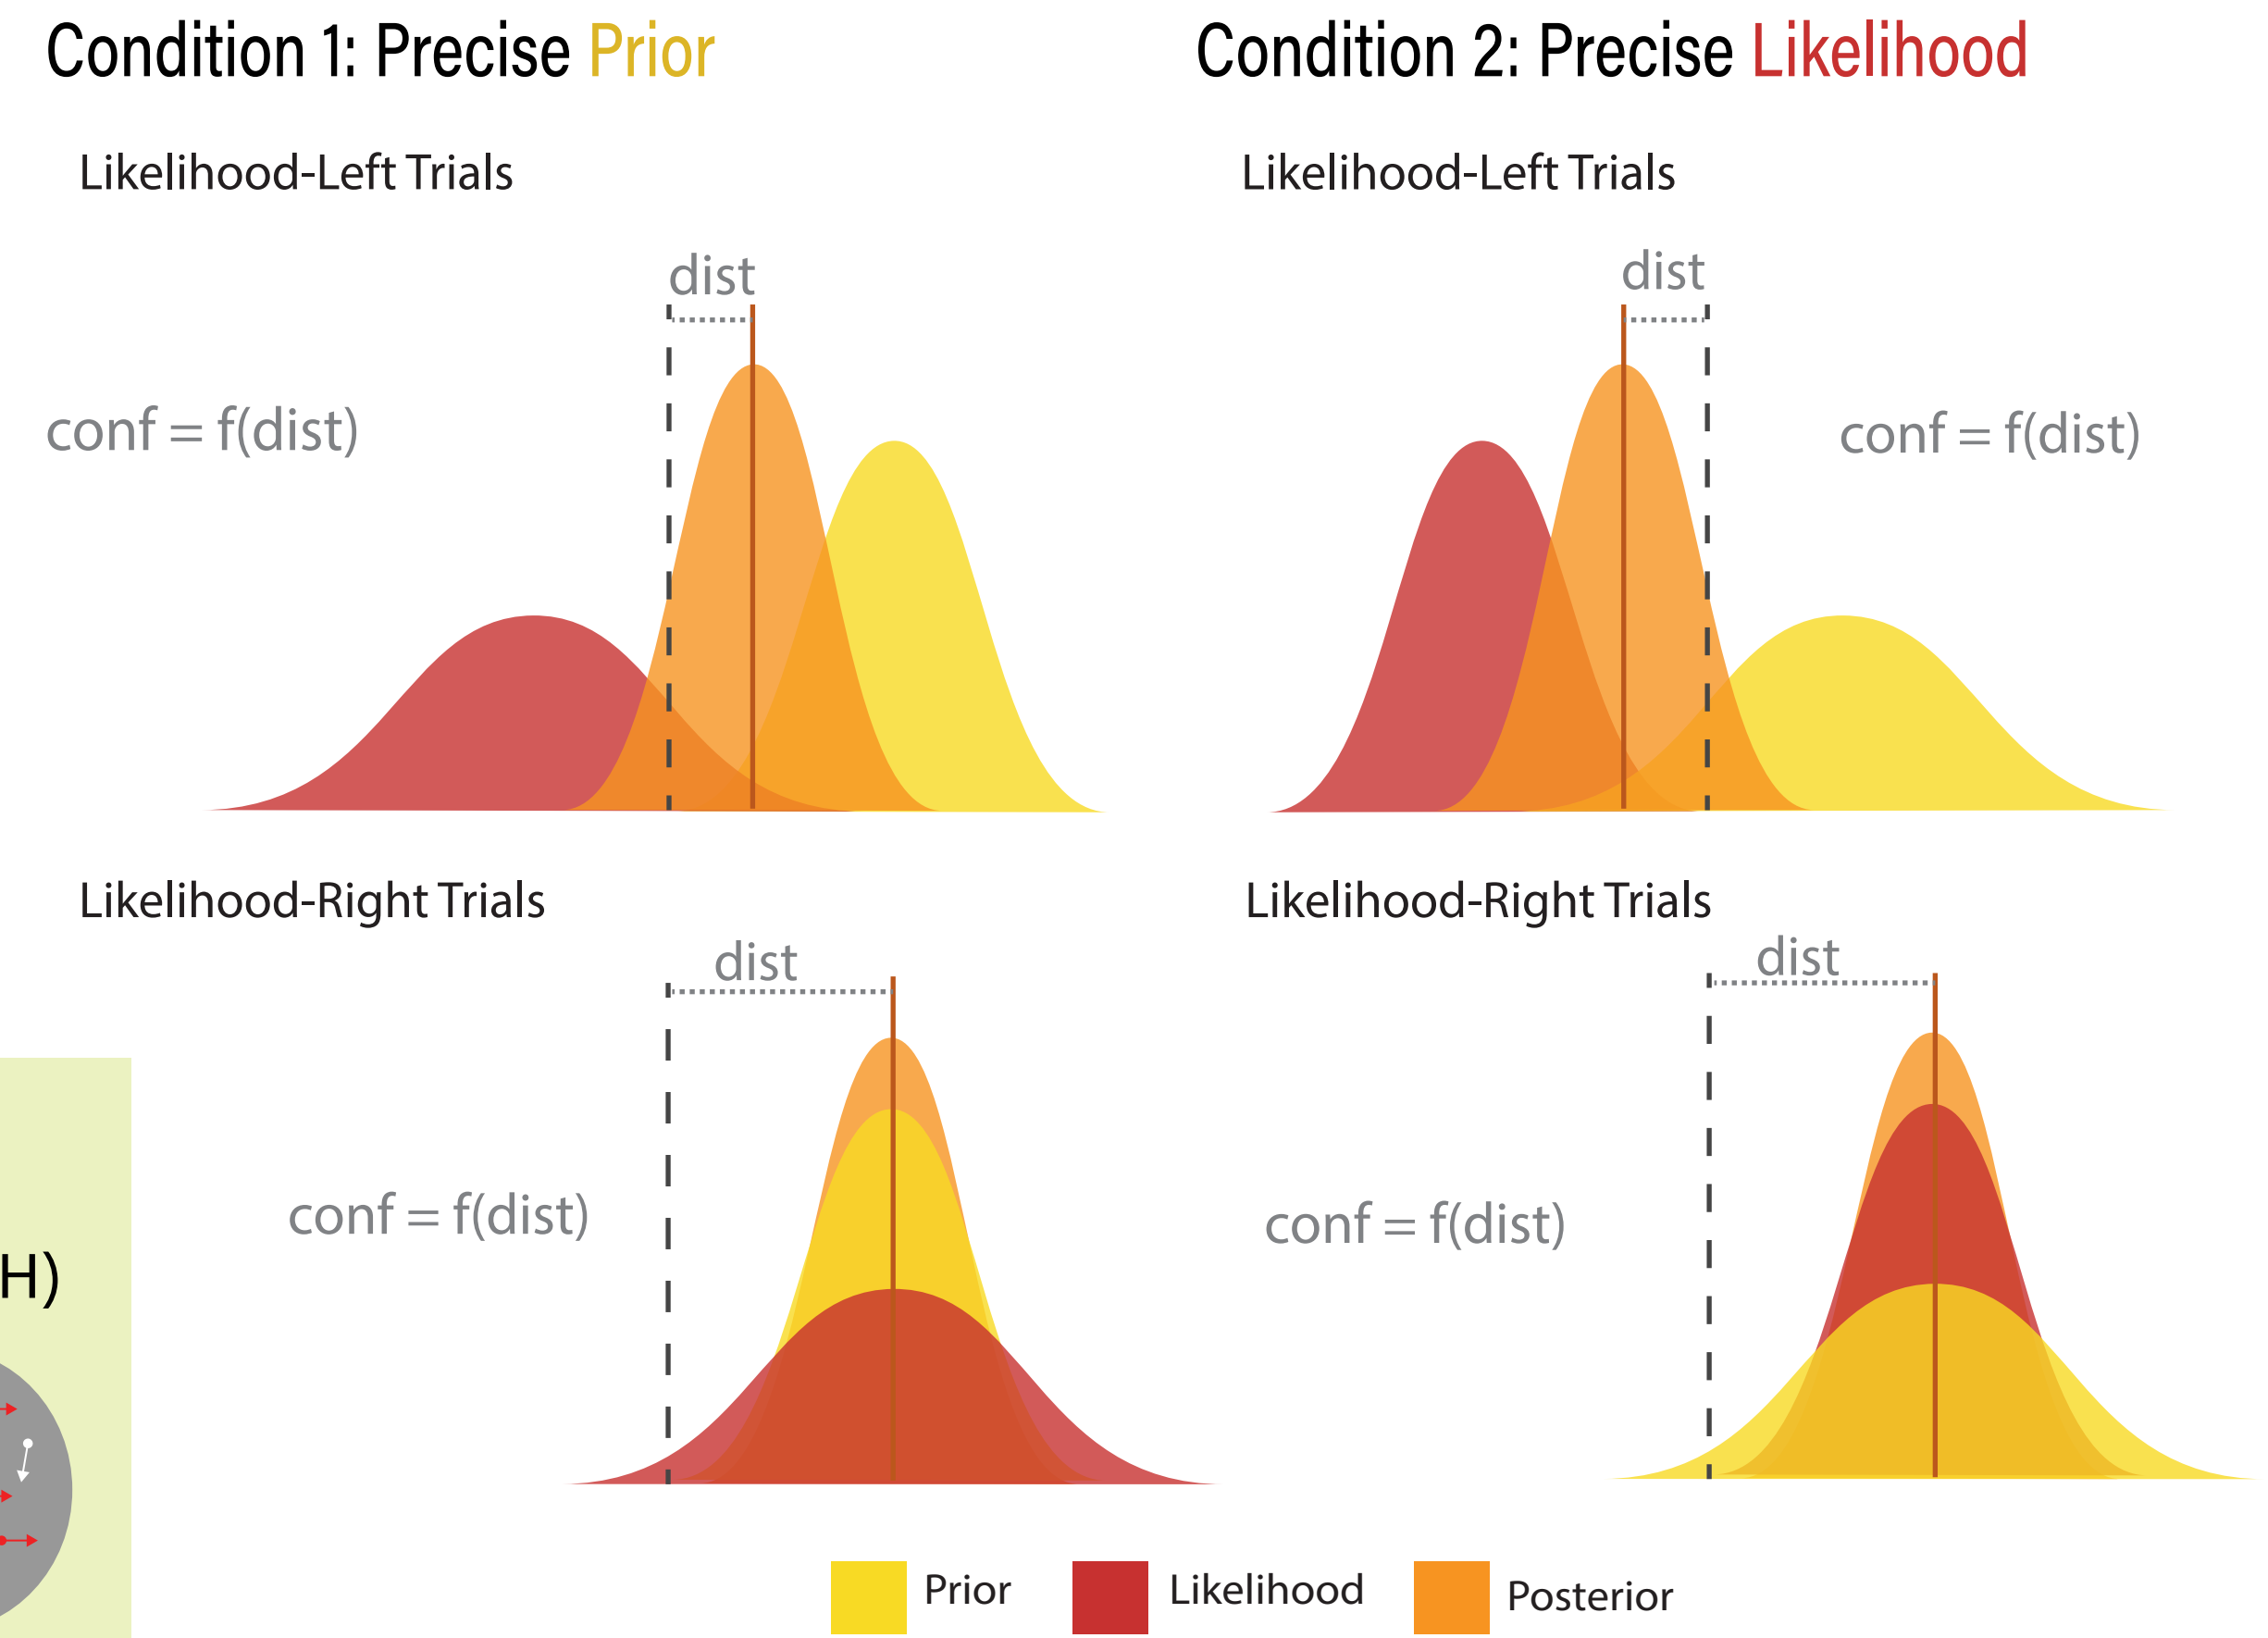 Condition 1: Precise Prior
Condition 2: Precise Likelihood
Likelihood-Left Trials
Likelihood-Left Trials
dist
dist
conf = f(dist)
conf = f(dist)
Likelihood-Right Trials
Likelihood-Right Trials
dist
dist
conf = f(dist)
conf = f(dist)
H)
Prior
Likelihood
Posterior